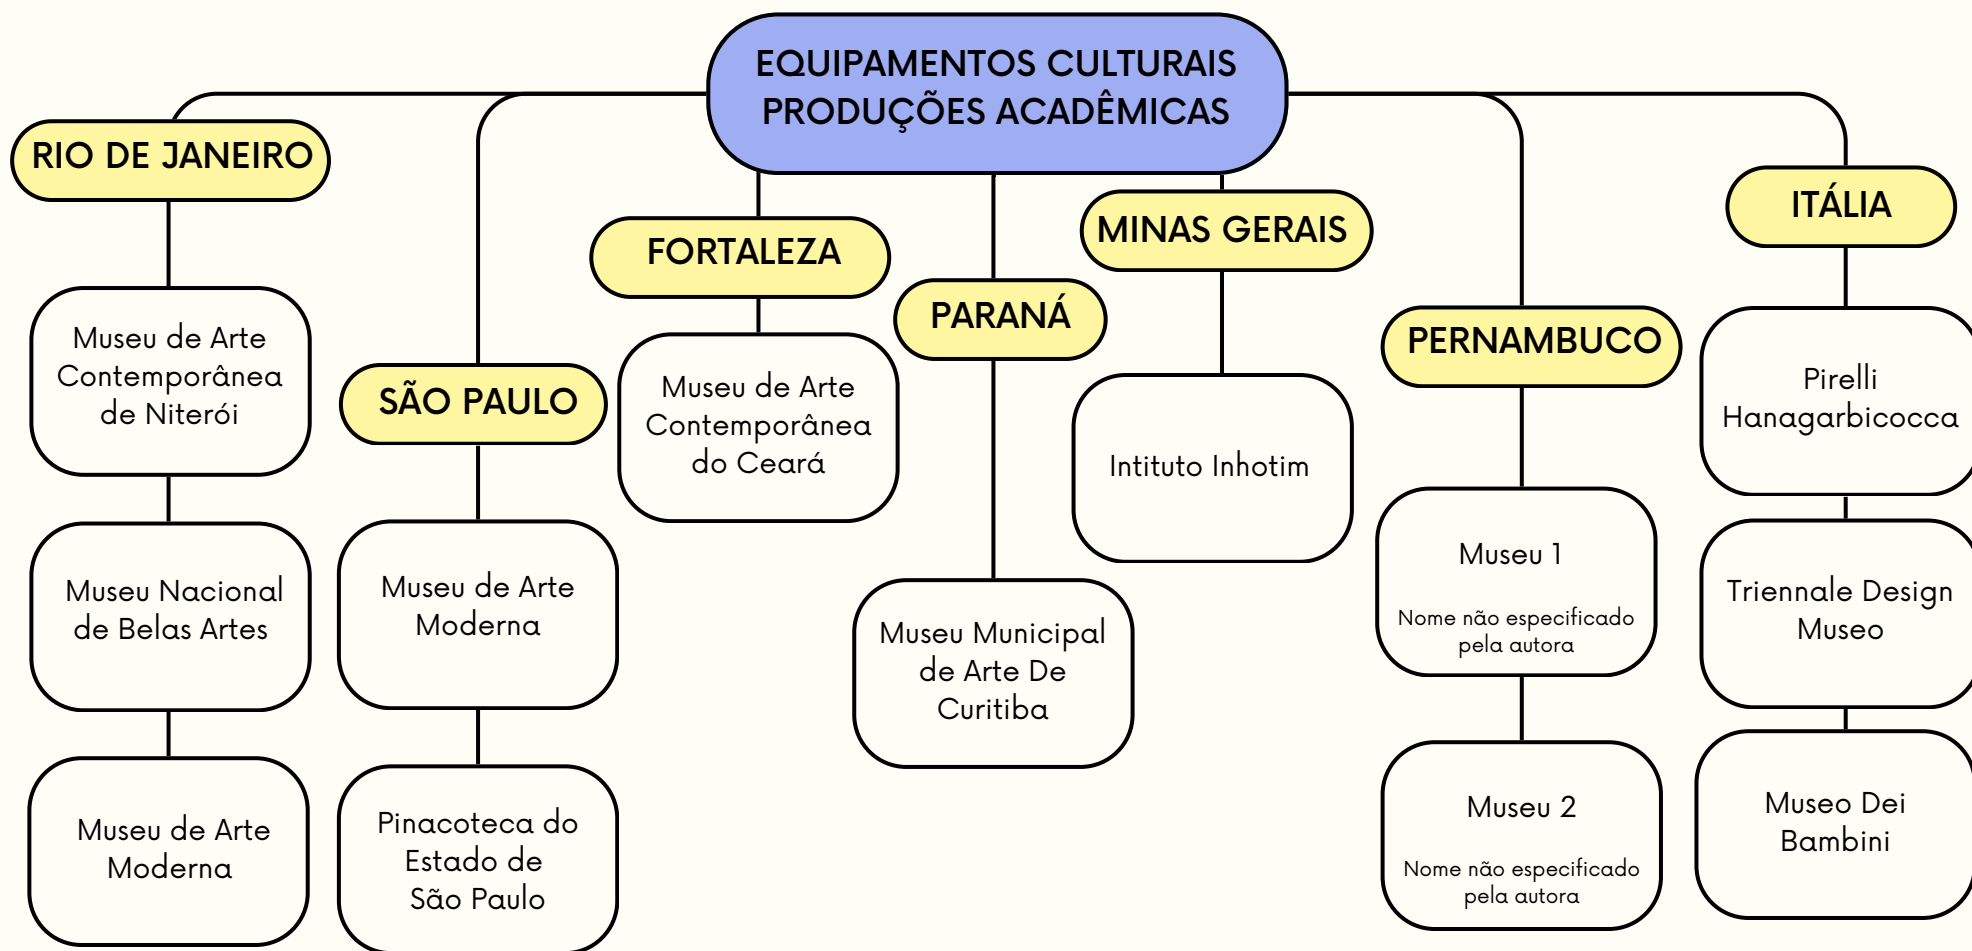 EQUIPAMENTOS CULTURAIS
PRODUÇÕES ACADÊMICAS
RIO DE JANEIRO
Museu de Arte
Contemporânea
de Niterói
Museu Nacional
de Belas Artes
Museu de Arte
Moderna
SÃO PAULO
Museu de Arte
Moderna
Pinacoteca do
Estado de
São Paulo
FORTALEZA
Museu de Arte
Contemporânea
do Ceará
PARANÁ
Museu Municipal
de Arte De
Curitiba
MINAS GERAIS
Intituto Inhotim
PERNAMBUCO
Museu 1
Nome não especificado
pela autora
Museu 2
Nome não especificado
pela autora
ITÁLIA
Pirelli
Hanagarbicocca
Triennale Design
Museo
Museo Dei
Bambini